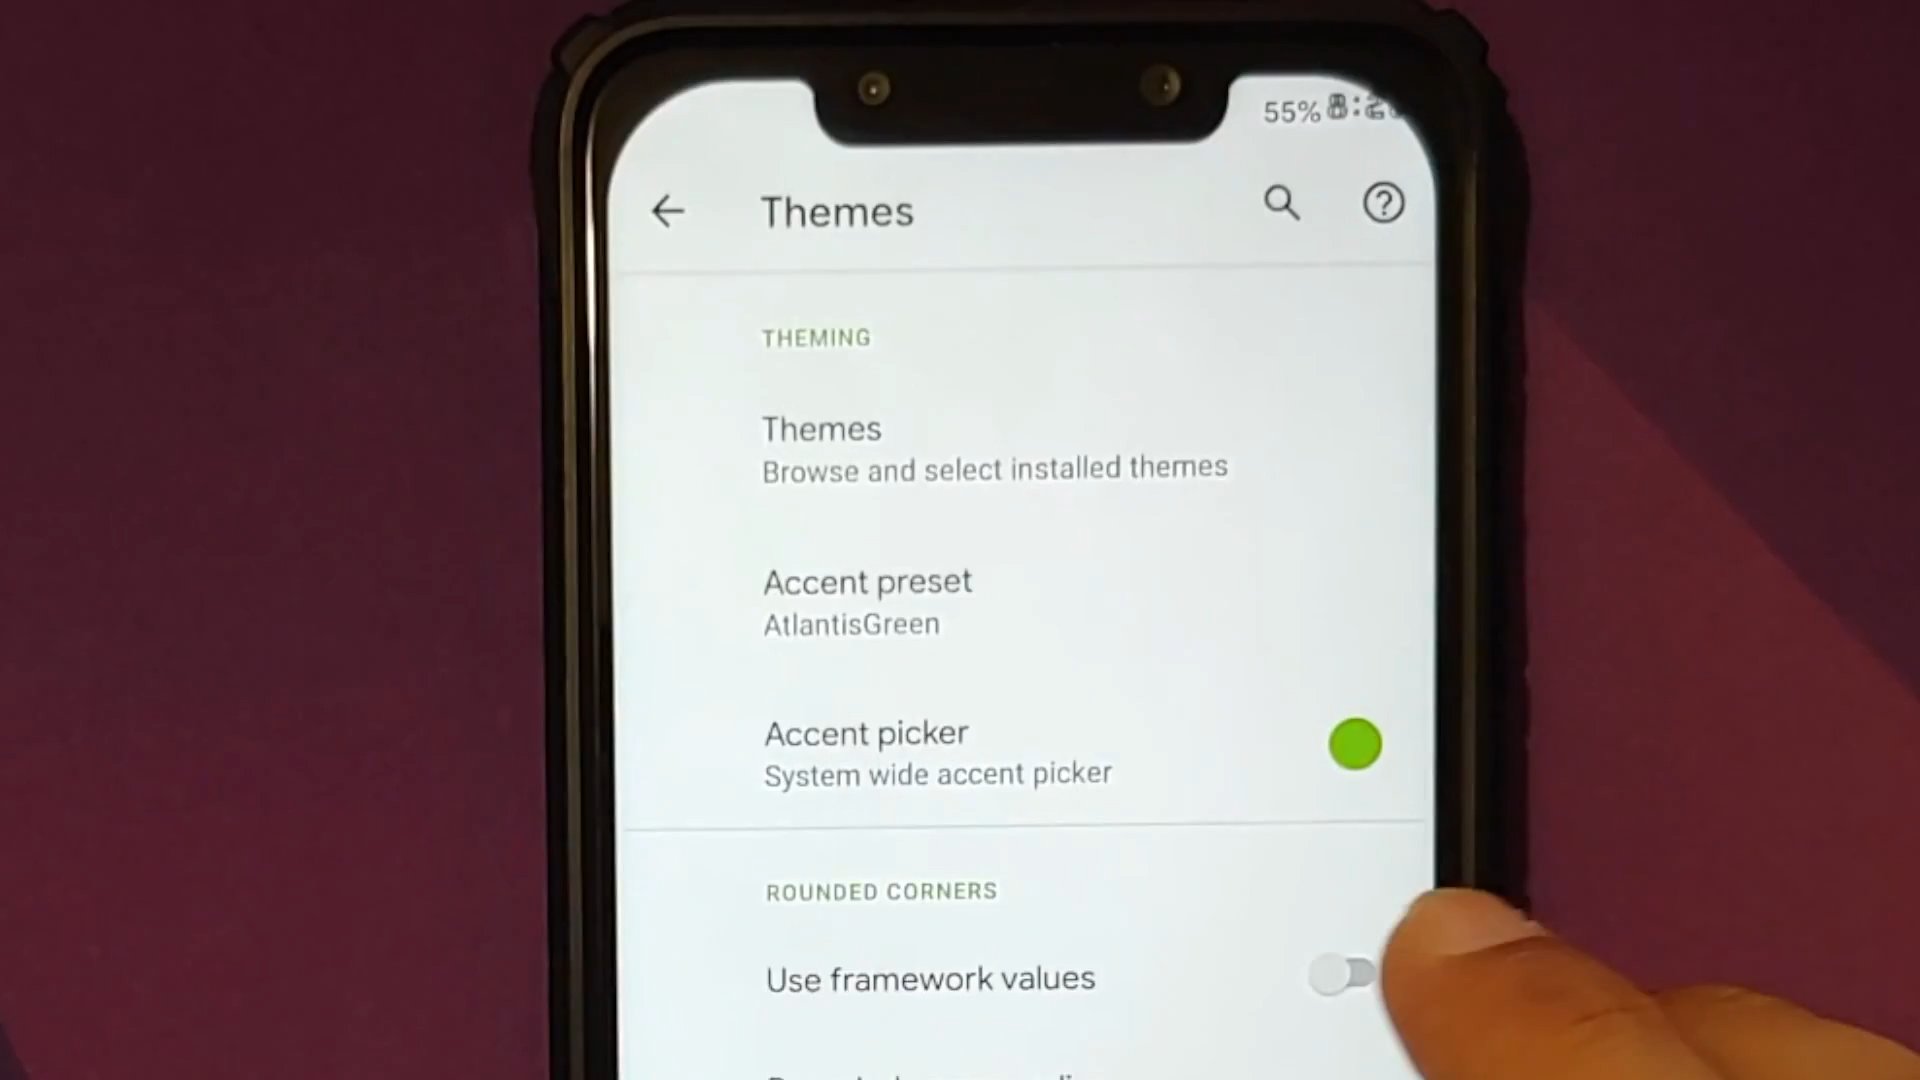 55%
Themes
THEMING
Themes
Browse and select installed themes
Accent preset
AtlantisGreen
Accent picker
System wide accent picker
ROUNDED CORNERS
Use framework values